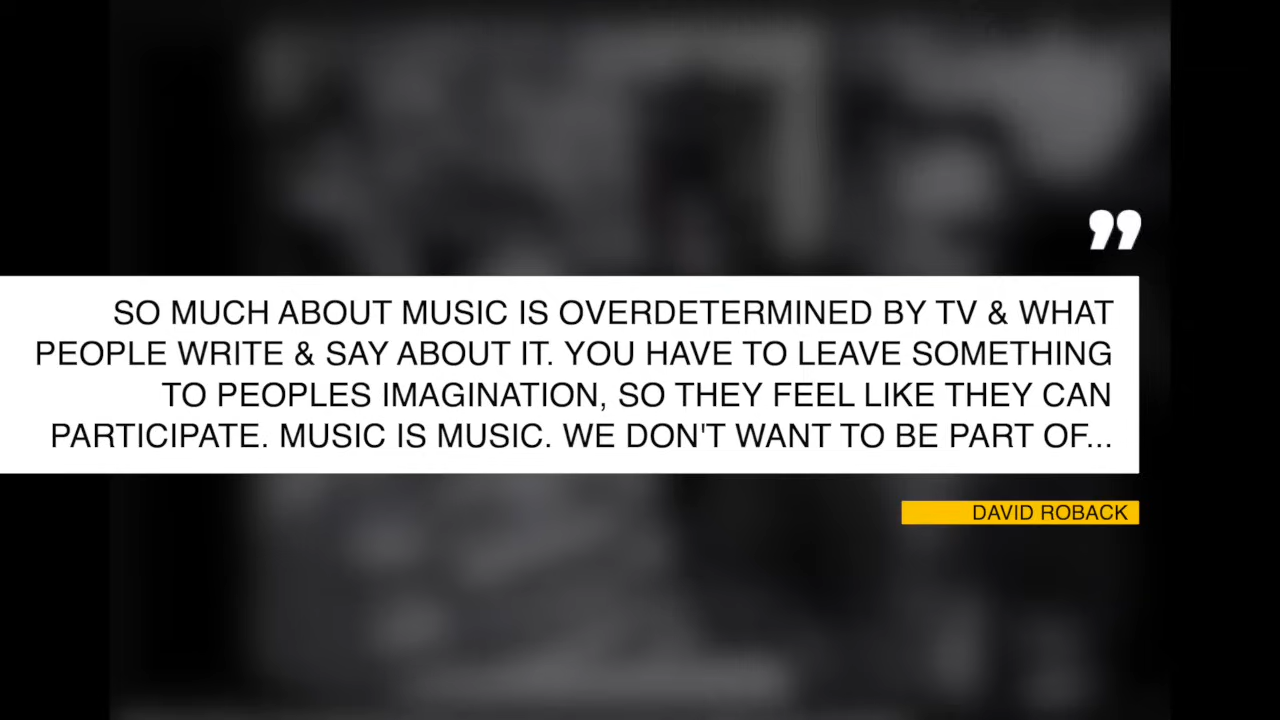 ”
SO MUCH ABOUT MUSIC IS OVERDETERMINED BY TV & WHAT
PEOPLE WRITE & SAY ABOUT IT. YOU HAVE TO LEAVE SOMETHING
TO PEOPLES IMAGINATION, SO THEY FEEL LIKE THEY CAN
PARTICIPATE. MUSIC IS MUSIC. WE DON'T WANT TO BE PART OF...
DAVID ROBACK